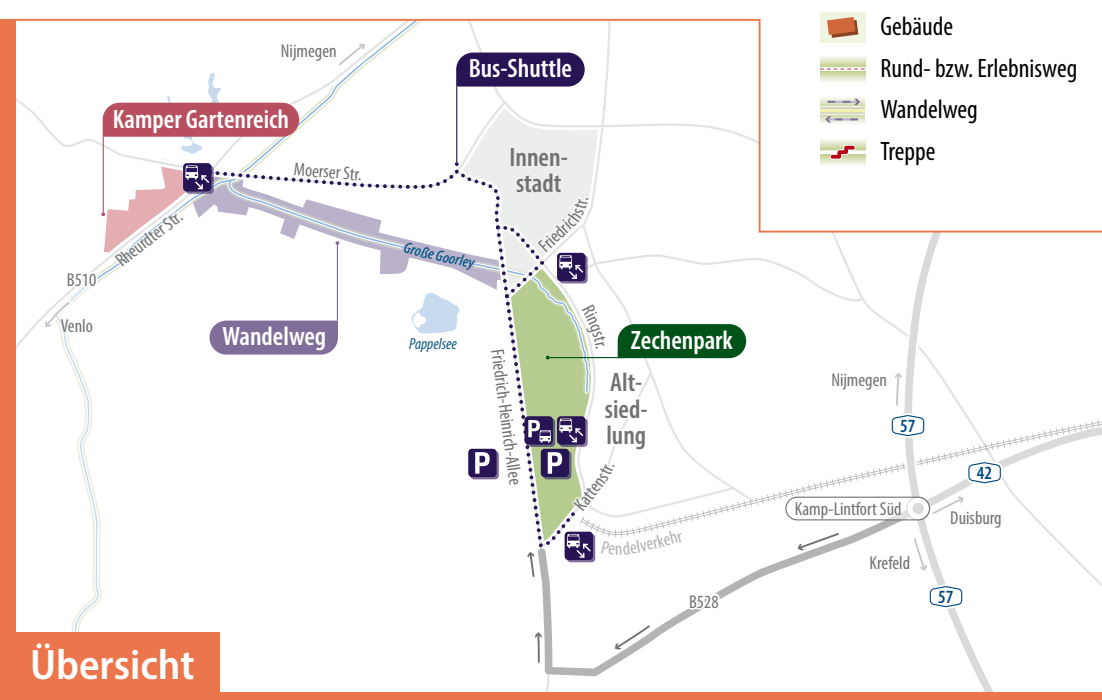 Gebäude
Rund- bzw. Erlebnisweg
Wandelweg
Treppe
Nijmegen
Bus-Shuttle
Kamper Gartenreich
Moerser Str.
Innen-
stadt
Friedrichstr.
Rheurdter Str.
Große Goorley
B510
Venlo
Wandelweg
Pappelsee
Ringstr.
Zechenpark
Friedrich-Heinrich-Allee
Alt-
sied-
lung
Nijmegen
57
P
P
P
Kattenstr.
42
Kamp-Lintfort Süd
Duisburg
Pendelverkehr
Krefeld
57
B528
Übersicht